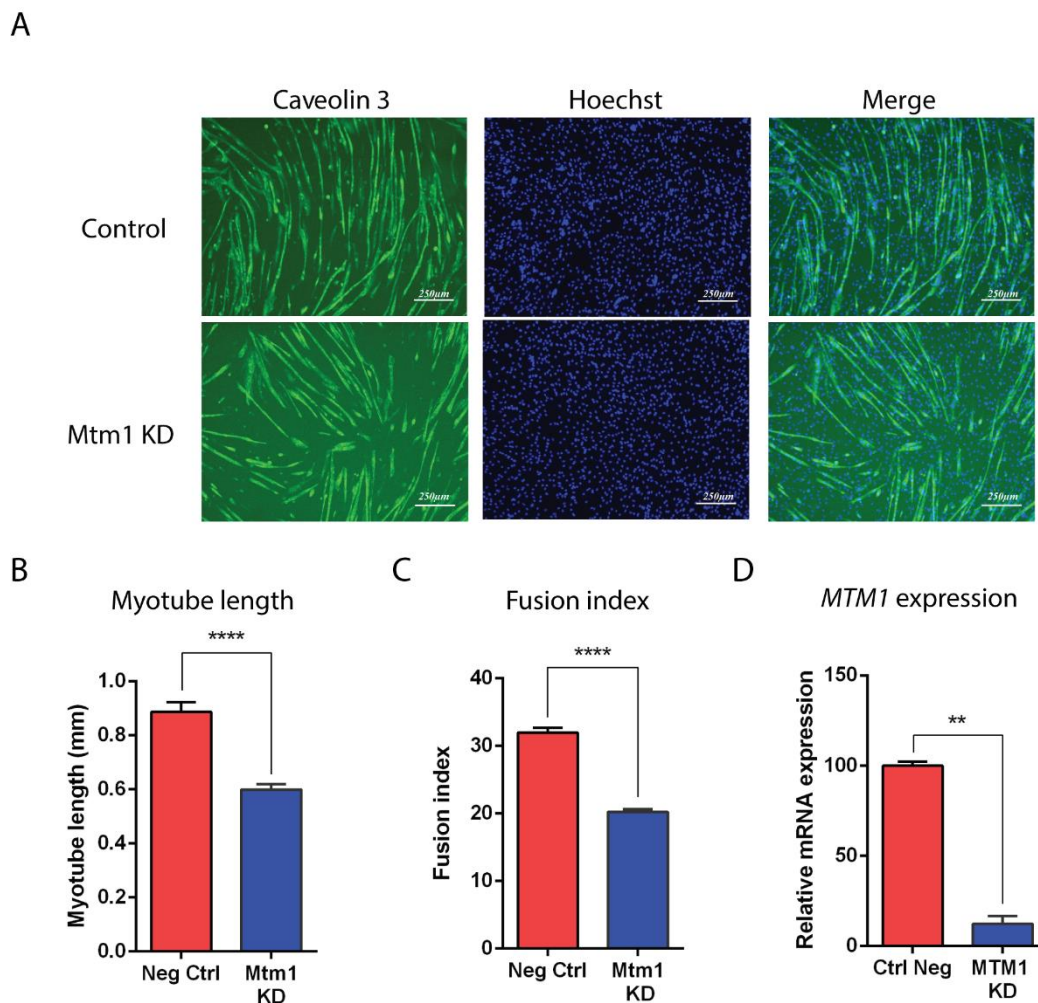 A
Caveolin 3 Hoechst Merge
Control
250µm 250µm 250µm
Mtm1 KD
250µm 250µm 250µm
B
Myotube length
****
Myotube length (mm)
1.0
0.8
0.6
0.4
0.2
0.0
Neg Ctrl Mtm1
KD
C
Fusion index
****
Fusion index
40
30
20
10
0
Neg Ctrl Mtm1
KD
D
MTM1 expression
**
Relative mRNA expression
150
100
50
0
Ctrl Neg MTM1
KD